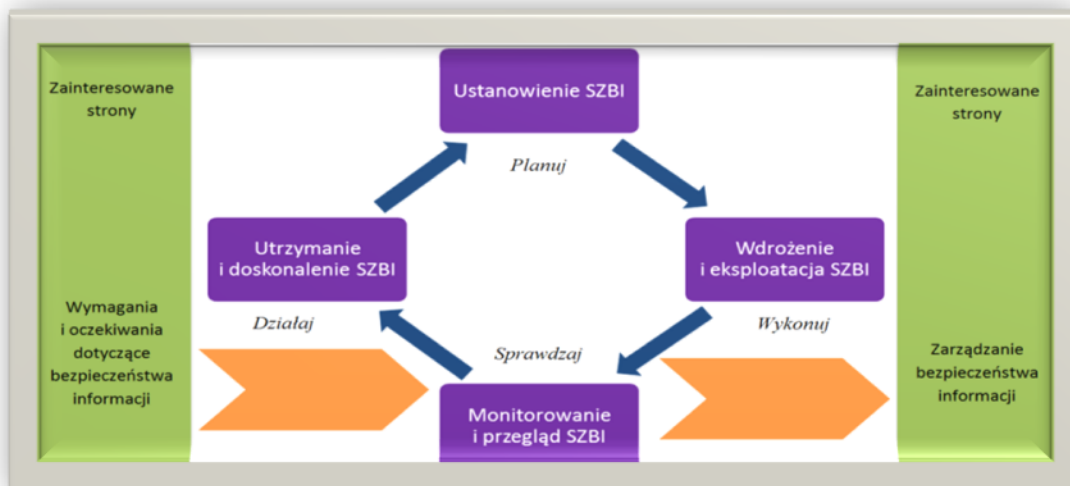 Zainteresowane
strony
Wymagania
i oczekiwania
dotyczące
bezpieczeństwa
informacji
Ustanowienie SZBI
Planuj
Utrzymanie
i doskonalenie SZBI
Działaj
Wdrożenie
i eksploatacja SZBI
Wykonuj
Sprawdzaj
Monitorowanie
i przegląd SZBI
Zainteresowane
strony
Zarządzanie
bezpieczeństwa
informacji